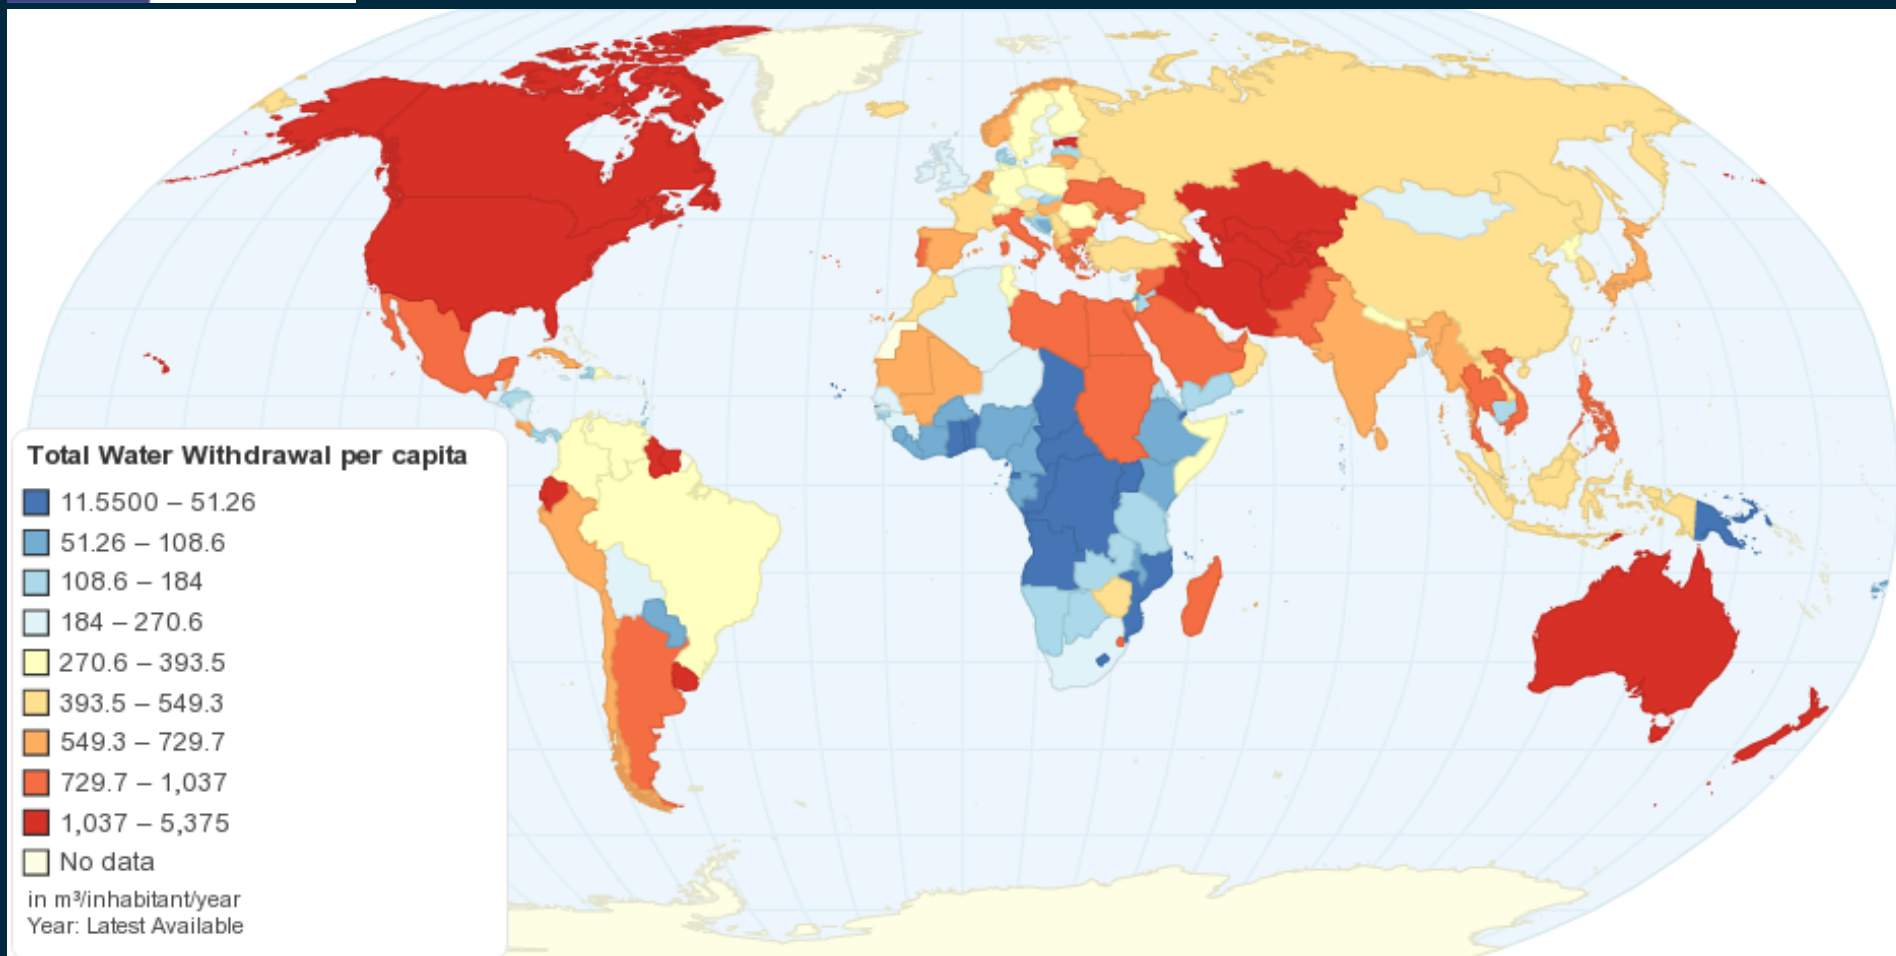 Total Water Withdrawal per capita
11.5500 – 51.26
51.26 – 108.6
108.6 – 184
184 – 270.6
270.6 – 393.5
393.5 – 549.3
549.3 – 729.7
729.7 – 1,037
1,037 – 5,375
No data
in m³/inhabitant/year
Year: Latest Available